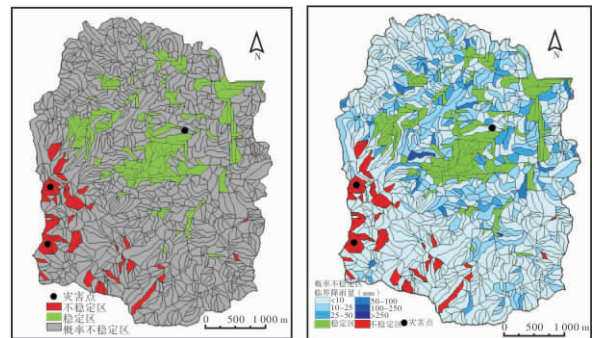 N
灾害点
不稳定区
稳定区
概率不稳定区
0 500 1 000 m
N
概率不稳定区
临界降雨量（mm）
<10 50~100
10~25 100~250
25~50 >250
稳定区 不稳定区 灾害点
0 500 1 000 m